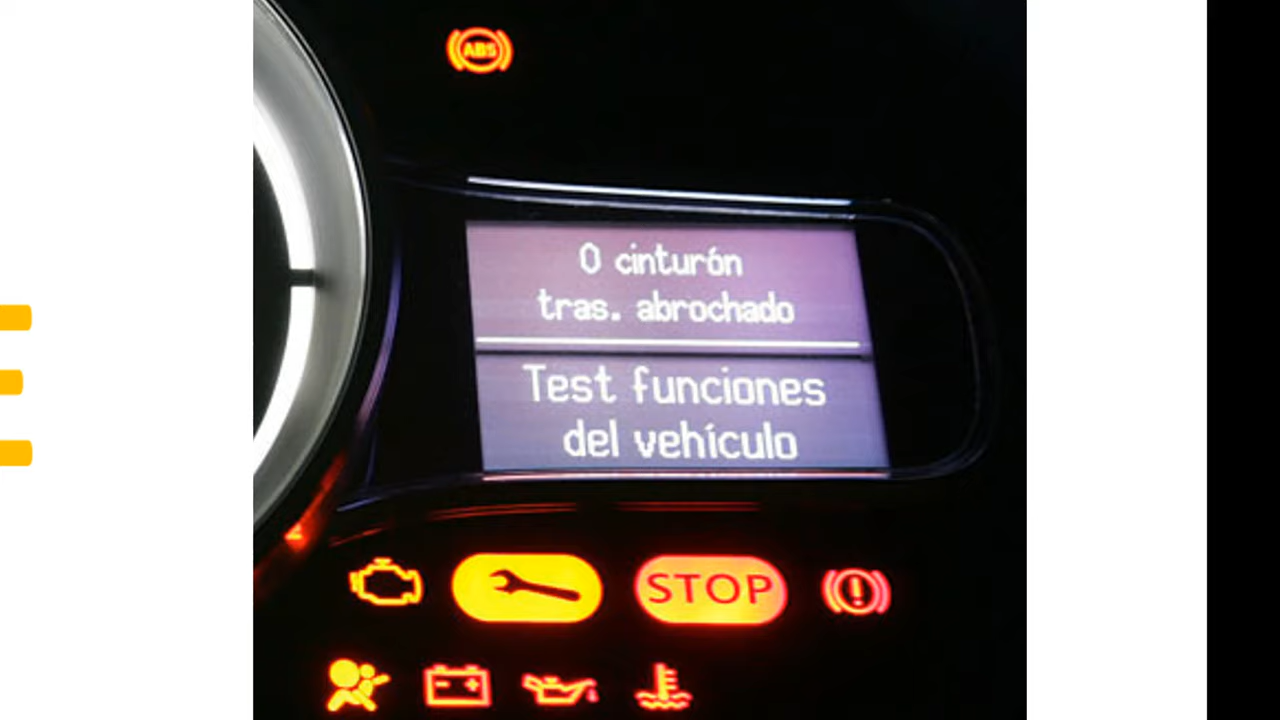 ABS
0 cinturón
tras. abrochado
Test funciones
del vehículo
STOP